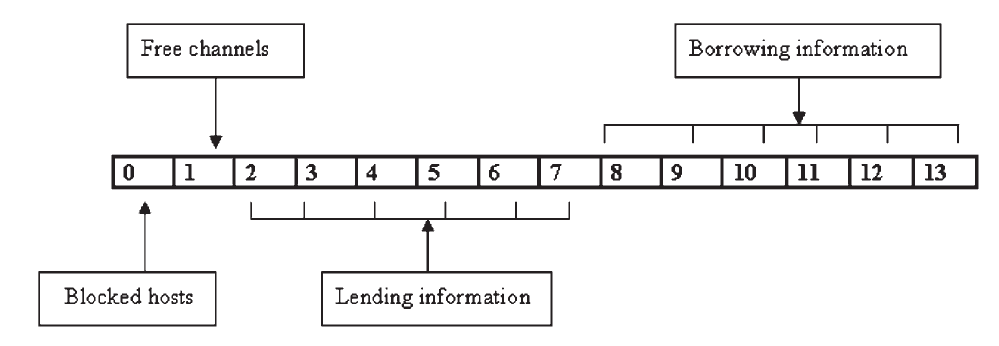 Free channels
Borrowing information
0 1 2 3 4 5 6 7 8 9 10 11 12 13
Blocked hosts
Lending information